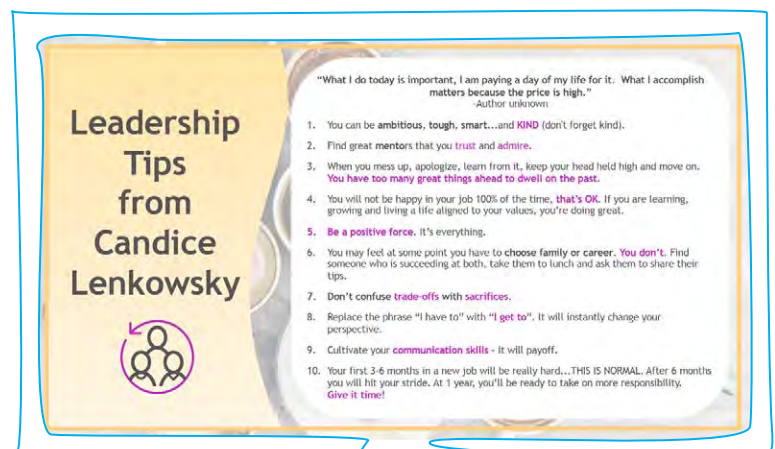 Leadership
Tips
from
Candice
Lenkowsky
“What I do today is important, I am paying a day of my life for it.  What I accomplish
matters because the price is high.”
-Author unknown
1. You can be ambitious, tough, smart...and KIND (don't forget kind).
2. Find great mentors that you trust and admire.
3. When you mess up, apologize, learn from it, keep your head held high and move on.
You have too many great things ahead to dwell on the past.
4. You will not be happy in your job 100% of the time, that's OK. If you are learning,
growing and living a life aligned to your values, you're doing great.
5. Be a positive force. It's everything.
6. You may feel at some point you have to choose family or career. You don't. Find
someone who is succeeding at both, take them to lunch and ask them to share their
tips.
7. Don't confuse trade-offs with sacrifices.
8. Replace the phrase “I have to” with “I get to”. It will instantly change your
perspective.
9. Cultivate your communication skills - it will payoff.
10. Your first 3-6 months in a new job will be really hard...THIS IS NORMAL. After 6 months
you will hit your stride. At 1 year, you'll be ready to take on more responsibility.
Give it time!